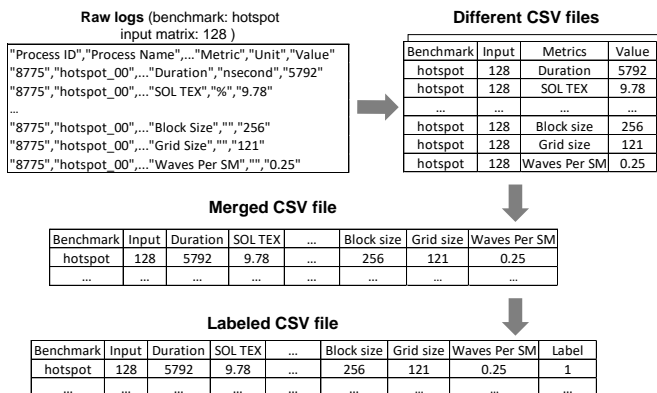 Raw logs (benchmark: hotspot
input matrix: 128 )
"Process ID","Process Name",..."Metric","Unit","Value"
"8775","hotspot_00",..."Duration","nsecond","5792"
"8775","hotspot_00",..."SOL TEX","%","9.78"
...
"8775","hotspot_00",..."Block Size","","256"
"8775","hotspot_00",..."Grid Size","","121"
"8775","hotspot_00",..."Waves Per SM","","0.25"
Different CSV files
Benchmark Input Metrics Value
hotspot 128 Duration 5792
hotspot 128 SOL TEX 9.78
... ... ... ...
hotspot 128 Block size 256
hotspot 128 Grid size 121
hotspot 128 Waves Per SM 0.25
Merged CSV file
Benchmark Input Duration SOL TEX ... Block size Grid size Waves Per SM
hotspot 128 5792 9.78 ... 256 121 0.25
... ... ... ... ... ... ... ...
Labeled CSV file
Benchmark Input Duration SOL TEX ... Block size Grid size Waves Per SM Label
hotspot 128 5792 9.78 ... 256 121 0.25 1
... ... ... ... ... ... ... ... ...